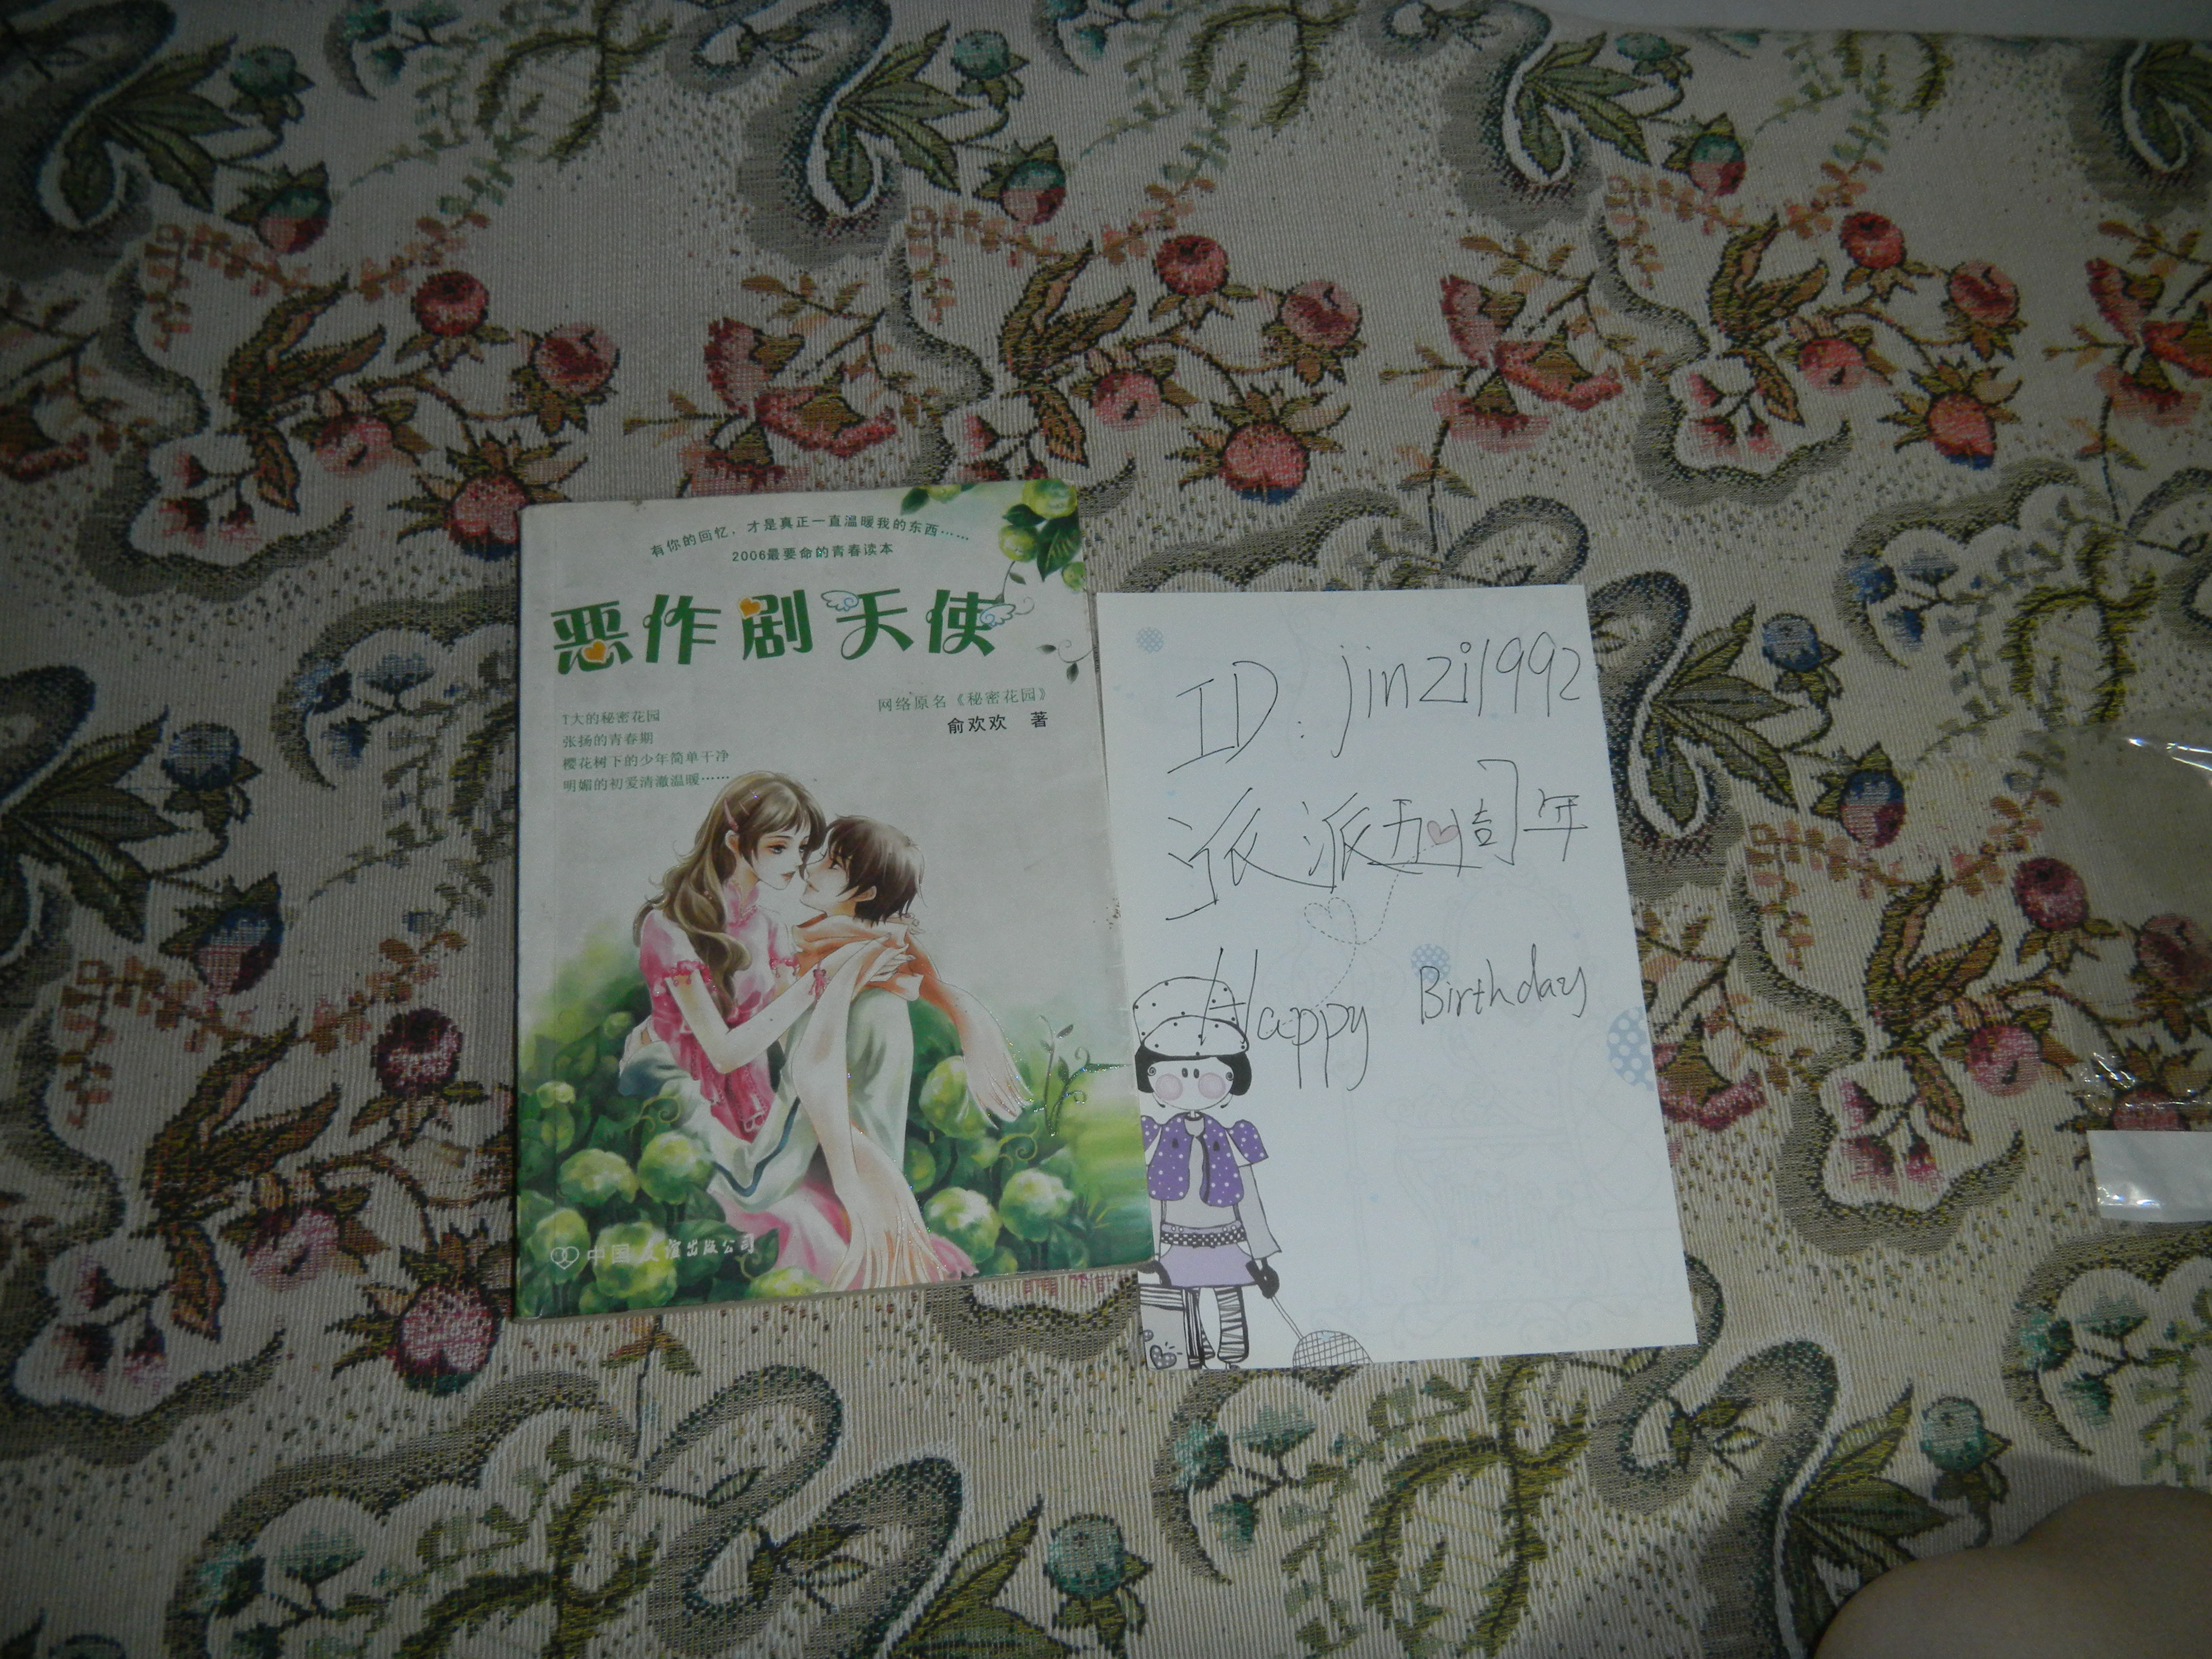 有你的回忆，才是真正一直温暖我的东西……
2006最要命的青春读本
恶作剧天使
网络原名《秘密花园》
俞欢欢 著
T大的秘密花园
张扬的青春期
樱花树下的少年简单干净
明媚的初爱清澈温暖……
中国友谊出版公司
ID:jinzi1992
派派五周年
Happy Birthday